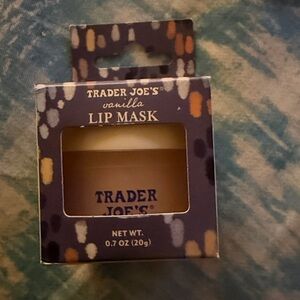 TRADER JOE'S®
vanilla
LIP MASK
TRADER
JOE'S®
NET WT.
0.7 OZ (20g)